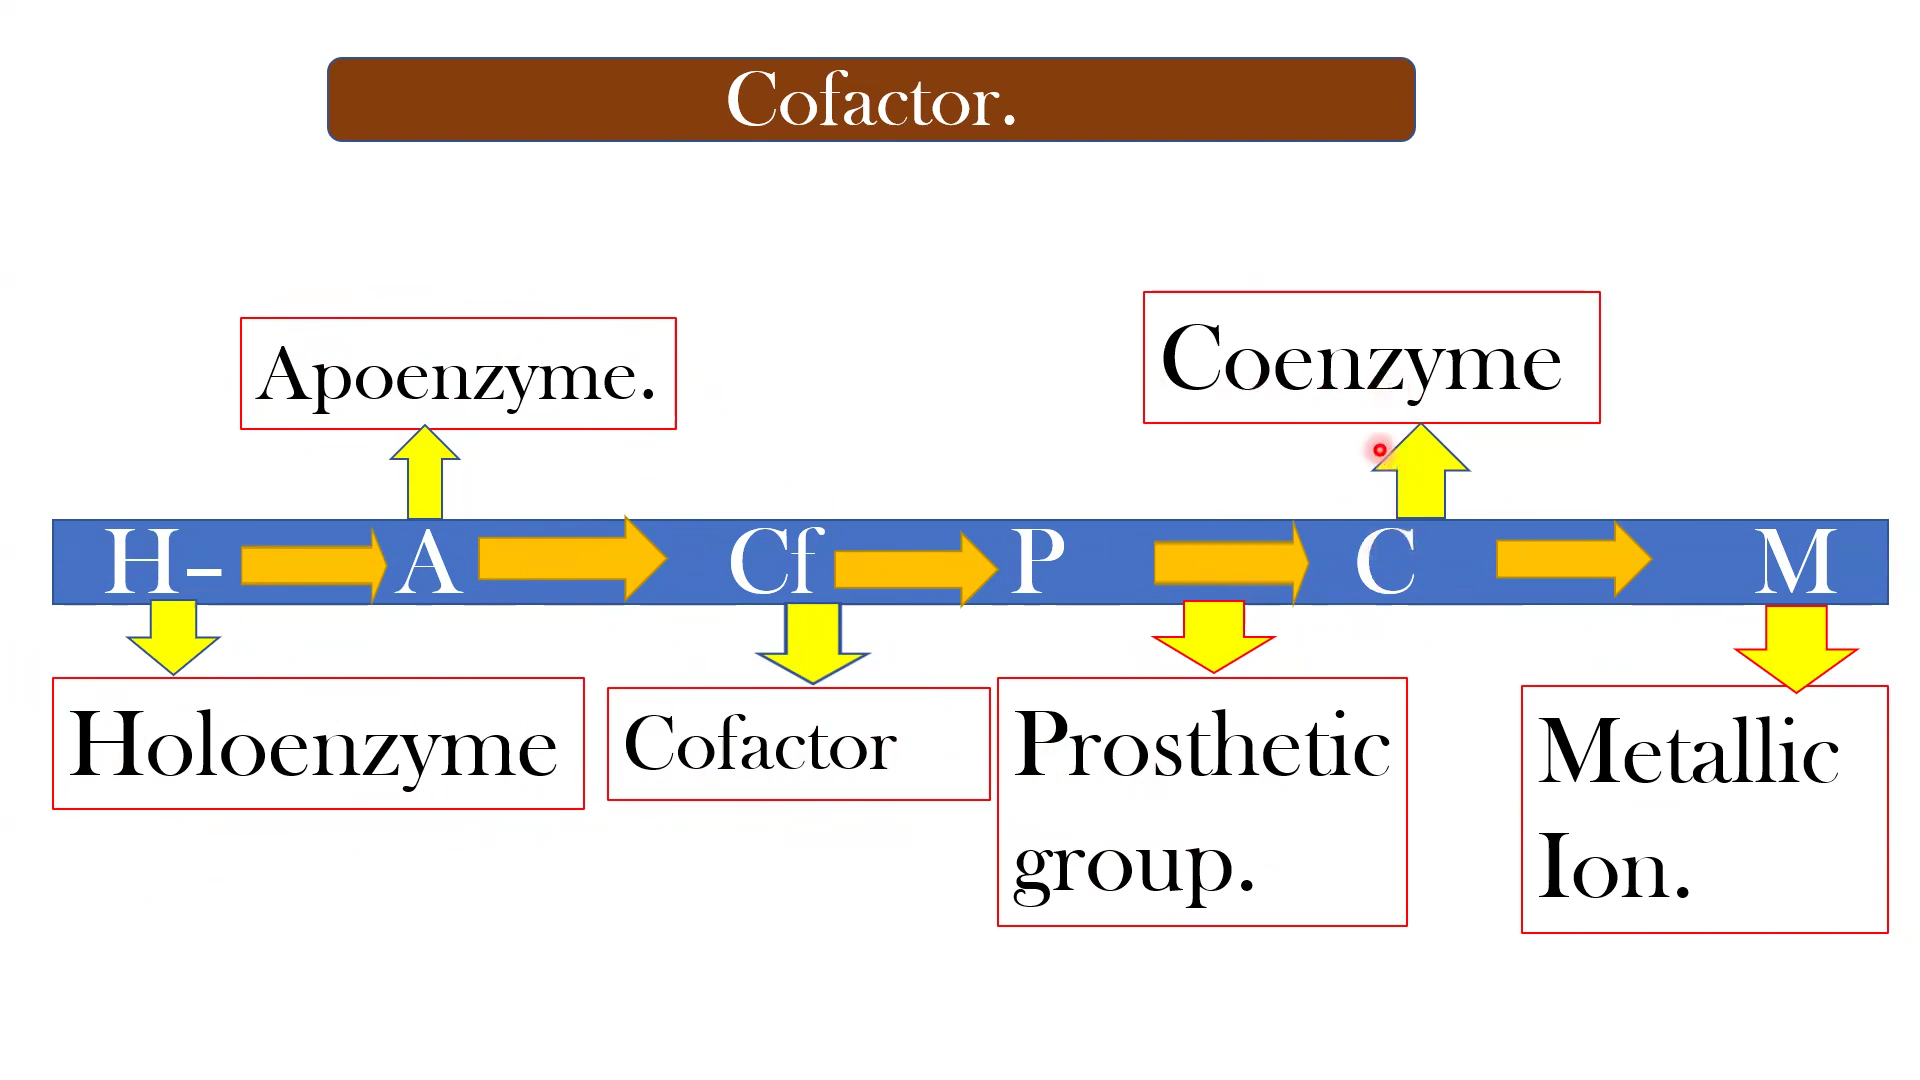 Cofactor.
Apoenzyme.
Coenzyme
H- A Cf P C M
Holoenzyme
Cofactor
Prosthetic
group.
Metallic
Ion.